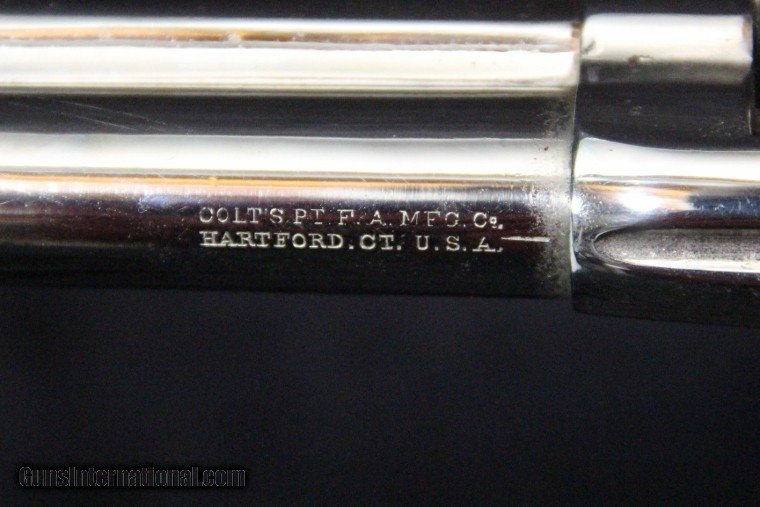 COLT'S PT. F. A. MFG. Co.
HARTFORD. CT. U. S. A.
GunsInternational.com